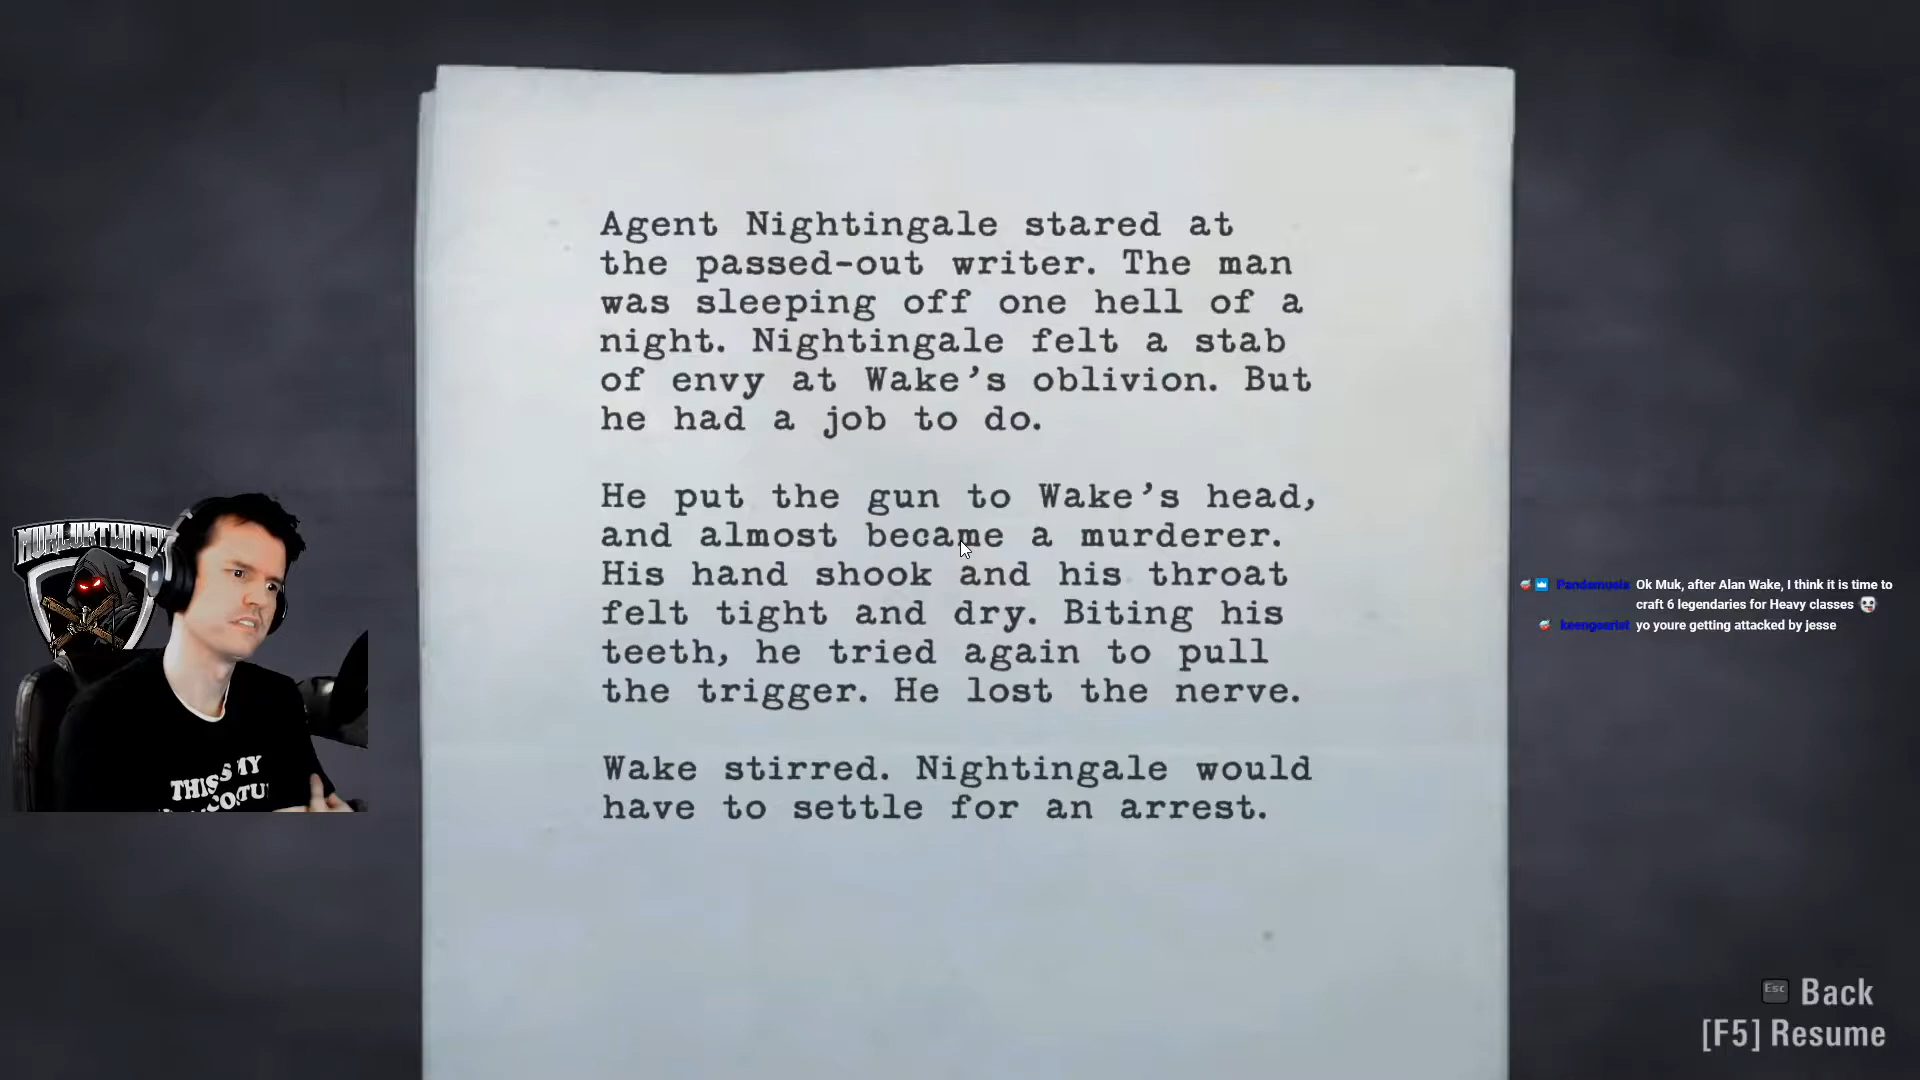 Agent Nightingale stared at
the passed-out writer. The man
was sleeping off one hell of a
night. Nightingale felt a stab
of envy at Wake’s oblivion. But
he had a job to do.
He put the gun to Wake’s head,
and almost became a murderer.
His hand shook and his throat
felt tight and dry. Biting his
teeth, he tried again to pull
the trigger. He lost the nerve.
Wake stirred. Nightingale would
have to settle for an arrest.
MUKLUKTWITCH
THIS IS MY
Pandamusia Ok Muk, after Alan Wake, I think it is time to
craft 6 legendaries for Heavy classes
yo youre getting attacked by jesse
Esc Back
[F5] Resume